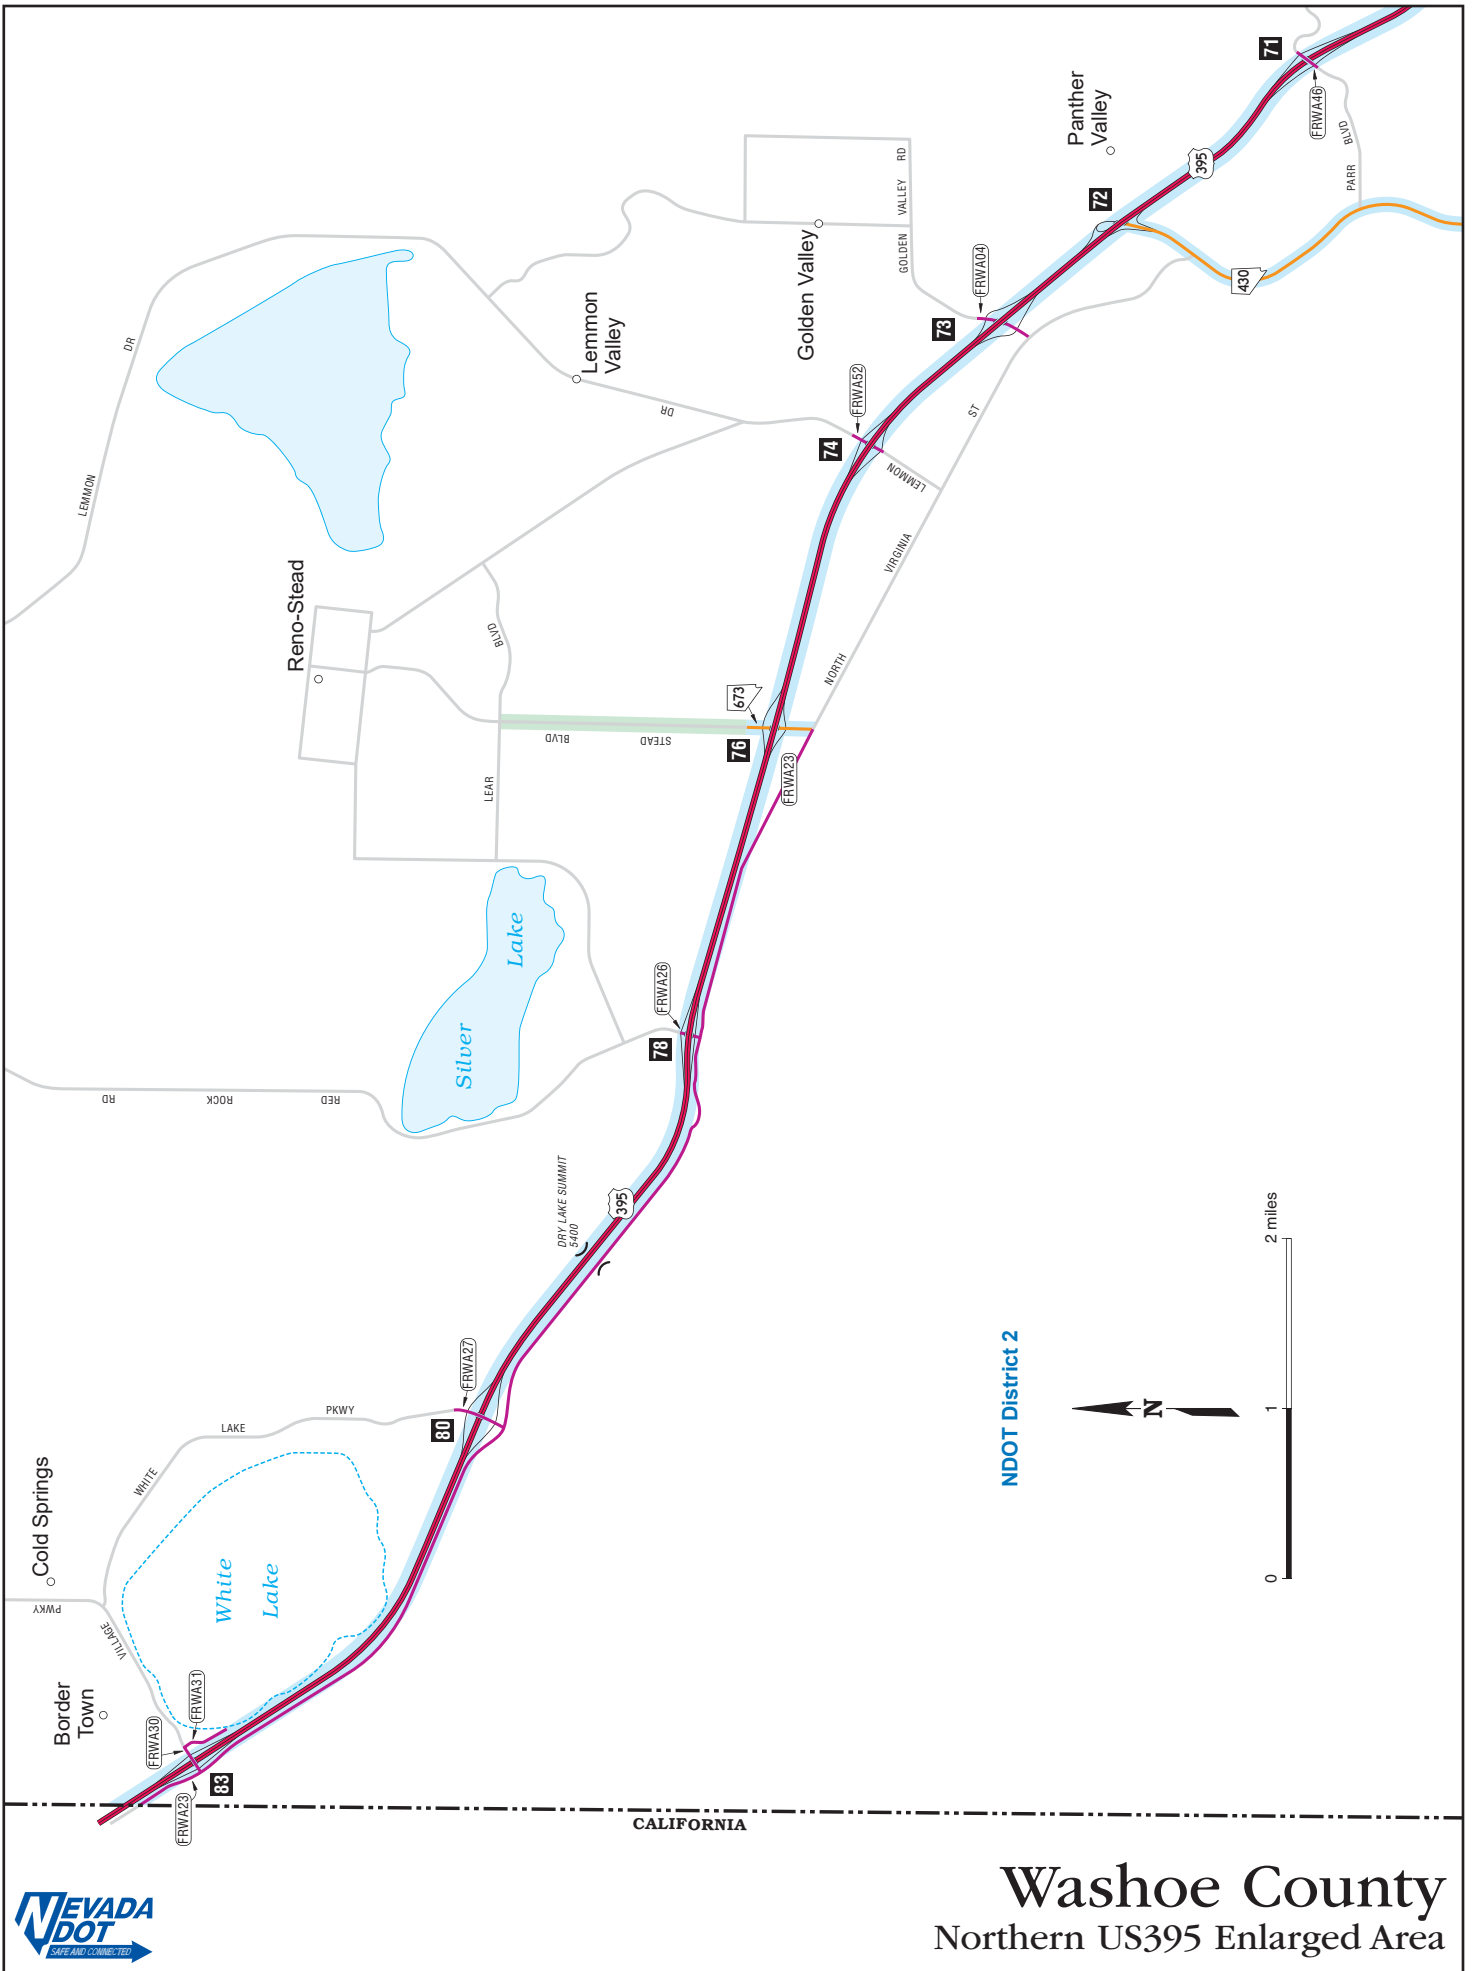 71
FRWA46
BLVD
PARR
Panther
Valley
395
72
430
RD
VALLEY
GOLDEN
FRWA04
73
Golden Valley
Lemmon
Valley
DR
LEMMON
DR
FRWA52
74
LEMMON
ST
VIRGINIA
NORTH
Reno-Stead
BLVD
LEAR
STEAD
BLVD
673
76
FRWA23
Silver
Lake
FRWA26
78
RED
ROCK
RD
DRY LAKE SUMMIT
5400
395
FRWA27
80
WHITE
LAKE
PKWY
Cold Springs
PWKY
VILLAGE
White
Lake
Border
Town
FRWA30
FRWA31
FRWA23
83
CALIFORNIA
NDOT District 2
N
0
1
2 miles
NEVADA
DOT
SAFE AND CONNECTED
Washoe County
Northern US395 Enlarged Area